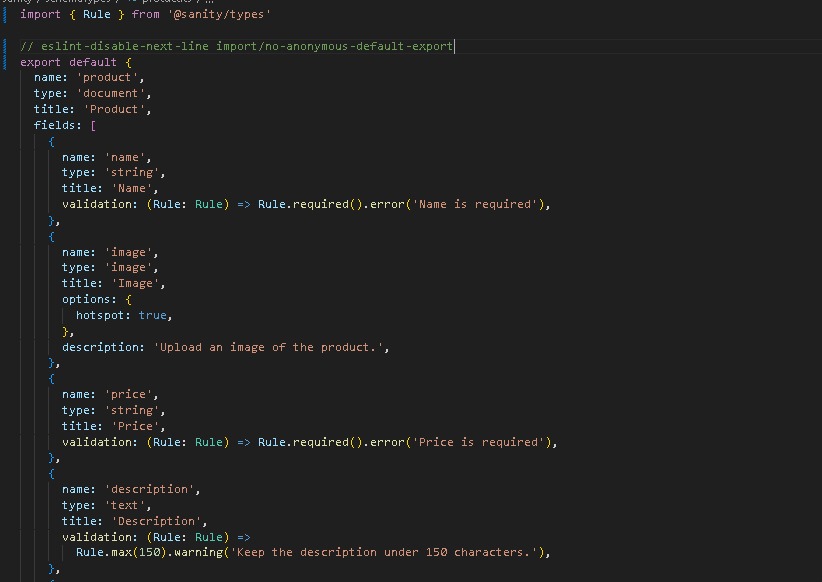 import { Rule } from '@sanity/types'
// eslint-disable-next-line import/no-anonymous-default-export
export default {
name: 'product',
type: 'document',
title: 'Product',
fields: [
{
name: 'name',
type: 'string',
title: 'Name',
validation: (Rule: Rule) => Rule.required().error('Name is required'),
},
{
name: 'image',
type: 'image',
title: 'Image',
options: {
hotspot: true,
},
description: 'Upload an image of the product.',
},
{
name: 'price',
type: 'string',
title: 'Price',
validation: (Rule: Rule) => Rule.required().error('Price is required'),
},
{
name: 'description',
type: 'text',
title: 'Description',
validation: (Rule: Rule) =>
Rule.max(150).warning('Keep the description under 150 characters.'),
},